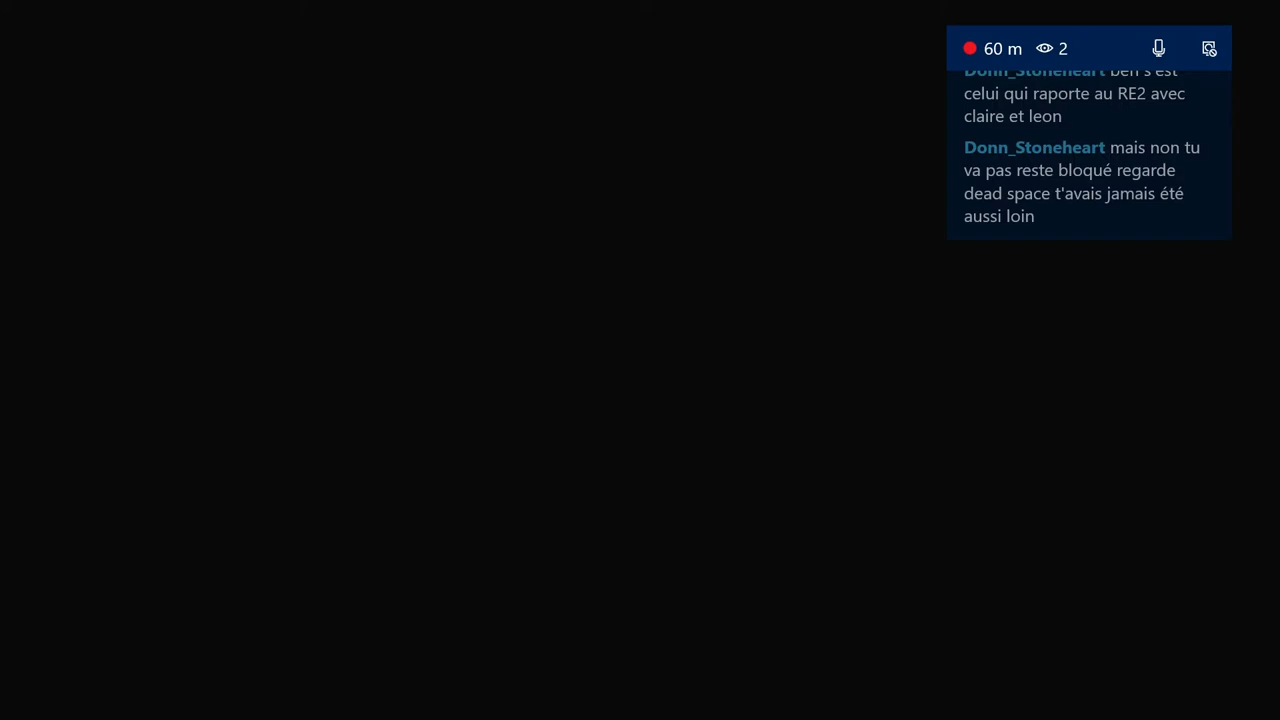 60 m 2
Donn_Stoneheart ben s'est
celui qui raporte au RE2 avec
claire et leon
Donn_Stoneheart mais non tu
va pas reste bloqué regarde
dead space t'avais jamais été
aussi loin